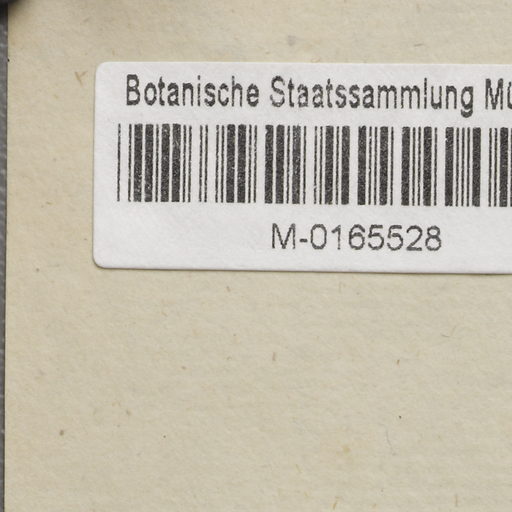 Botanische Staatssammlung Mü
M-0165528